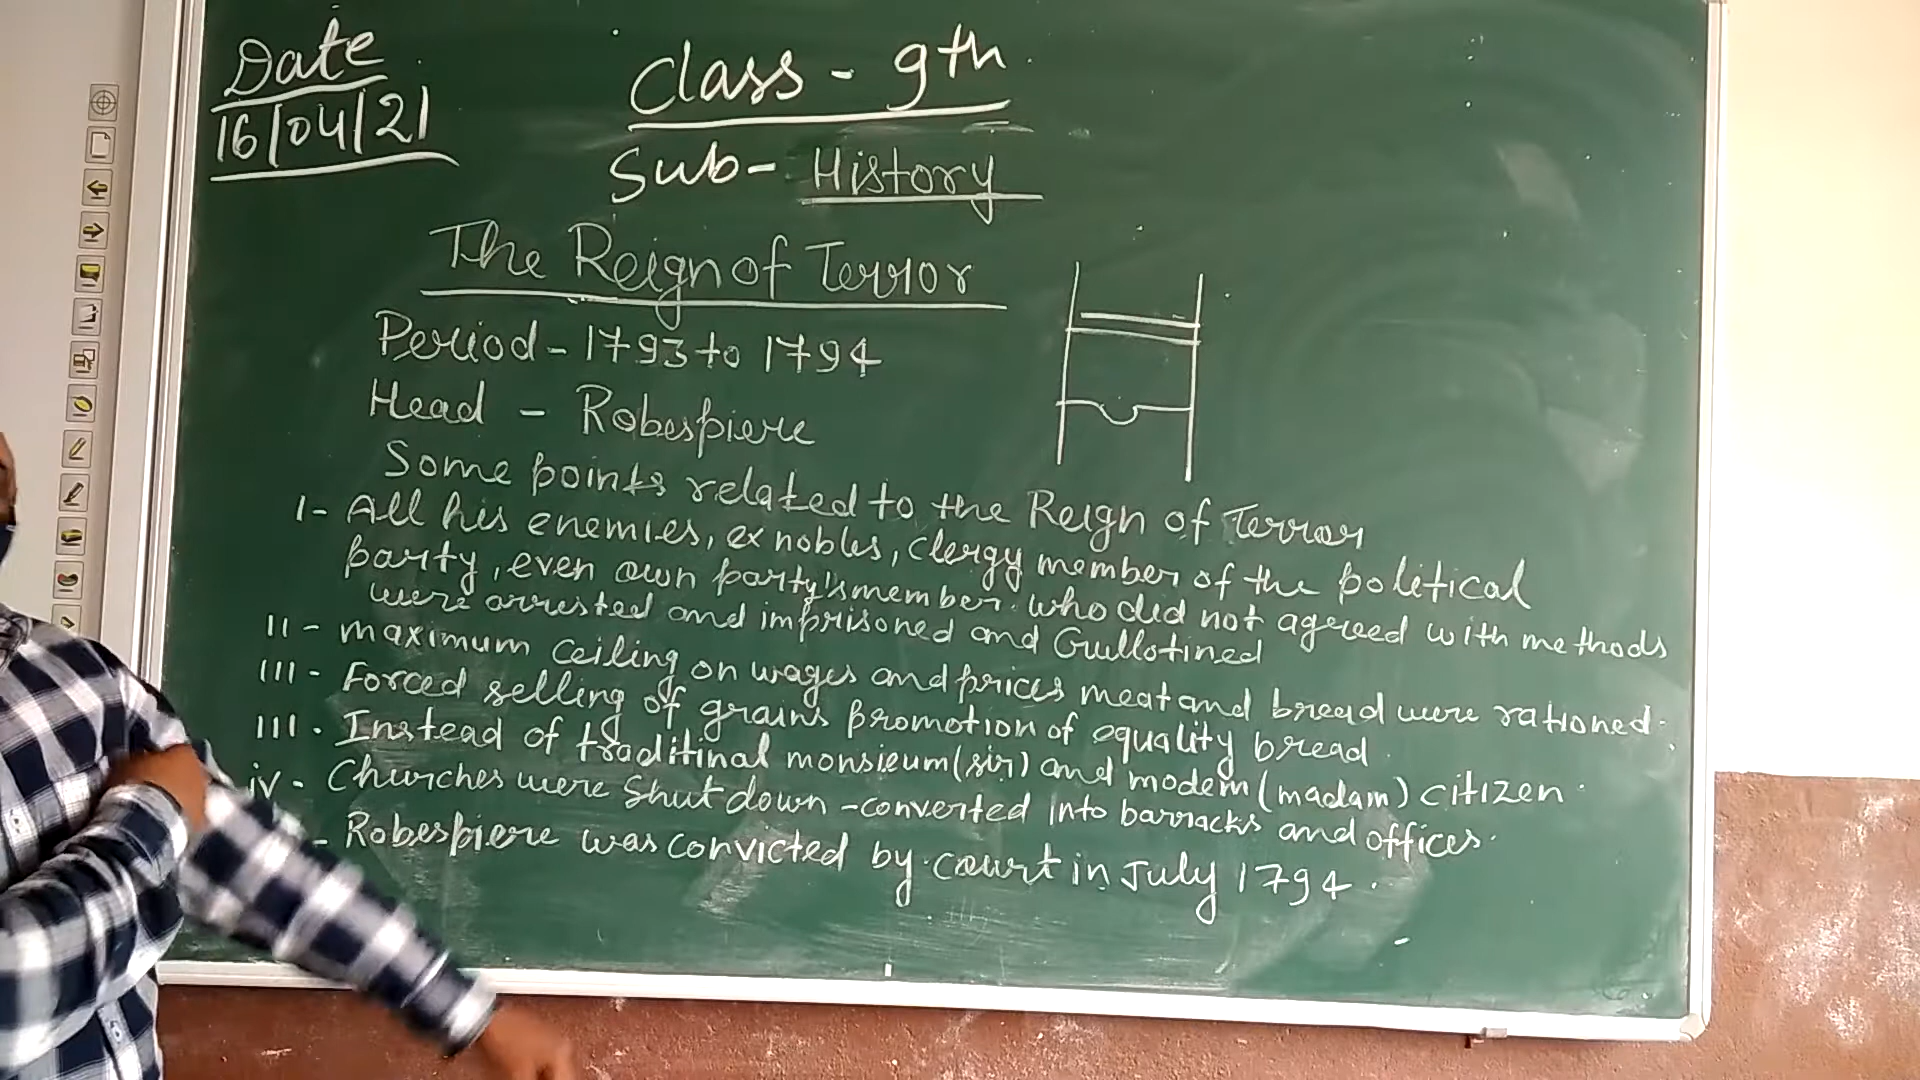 Date
16/04/21
Class - 9th
Sub - History
The Reign of Terror
Period - 1793 to 1794
Head - Robespiere
Some points related to the Reign of Terror
I - All his enemies, ex nobles, clergy member of the political
party, even own party's member who did not agreed with methods
were arrested and imprisoned and Gullotined
II - maximum ceiling on wages and prices meat and bread were rationed.
III - Forced selling of grains promotion of equality bread.
III. Instead of traditinal monsieum (sir) and modem (madam) citizen.
iv - Churches were Shut down - converted into barracks and offices.
- Robespiere was convicted by court in July 1794.